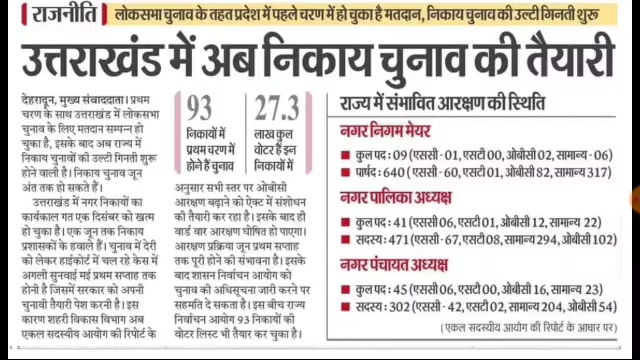 राजनीति
लोकसभा चुनाव के तहत प्रदेश में पहले चरण में हो चुका है मतदान, निकाय चुनाव की उल्टी गिनती शुरू
उत्तराखंड में अब निकाय चुनाव की तैयारी
देहरादून, मुख्य संवाददाता। प्रथम
चरण के साथ उत्तराखंड में लोकसभा
चुनाव के लिए मतदान सम्पन्न हो
चुका है, इसके बाद अब राज्य में
निकाय चुनावों की उल्टी गिनती शुरू
होने वाली है। निकाय चुनाव जून
अंत तक हो सकते हैं।
उत्तराखंड में नगर निकायों का
कार्यकाल गत एक दिसंबर को खत्म
हो चुका है। एक जून तक निकाय
प्रशासकों के हवाले हैं। चुनाव में देरी
को लेकर हाईकोर्ट में चल रहे केस में
अगली सुनवाई मई प्रथम सप्ताह तक
होनी है जिसमें सरकार को अपनी
चुनावी तैयारी पेश करनी है। इस
कारण शहरी विकास विभाग अब
एकल सदस्यीय आयोग की रिपोर्ट के
93
निकायों में
प्रथम चरण में
होने हैं चुनाव
27.3
लाख कुल
वोटर है इन
निकायों में
अनुसार सभी स्तर पर ओबीसी
आरक्षण बढ़ाने को ऐक्ट में संशोधन
की तैयारी कर रहा है। इसके बाद ही
वार्ड वार आरक्षण घोषित हो पाएगा।
आरक्षण प्रक्रिया जून प्रथम सप्ताह
तक पूरी होने की संभावना है। इसके
बाद शासन निर्वाचन आयोग को
चुनाव की अधिसूचना जारी करने पर
सहमति दे सकता है। इस बीच राज्य
निर्वाचन आयोग 93 निकायों की
वोटर लिस्ट भी तैयार कर चुका है।
राज्य में संभावित आरक्षण की स्थिति
नगर निगम मेयर
कुल पद : 09 (एससी - 01, एसटी 00, ओबीसी 02, सामान्य -06)
पार्षद : 640 (एससी - 60, एसटी 01, ओबीसी 82, सामान्य 317)
नगर पालिका अध्यक्ष
कुल पद : 41 (एससी 06, एसटी 01, ओबीसी 12, सामान्य 22)
सदस्य : 471 (एससी -67, एसटी 08, सामान्य 294, ओबीसी 102)
नगर पंचायत अध्यक्ष
कुल पद : 45 (एससी 06, एसटी 00, ओबीसी 16, सामान्य 23)
सदस्य : 302 (एससी - 42, एसटी 02, सामान्य 204, ओबीसी 54)
(एकल सदस्यीय आयोग की रिपोर्ट के आधार पर)